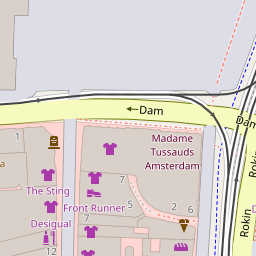 ← Dam
Dam
1
Madame
Tussauds
Amsterdam
a
The Sting
7
5
Front Runner
2
6
Desigual
7
12
Rokin
Rokin